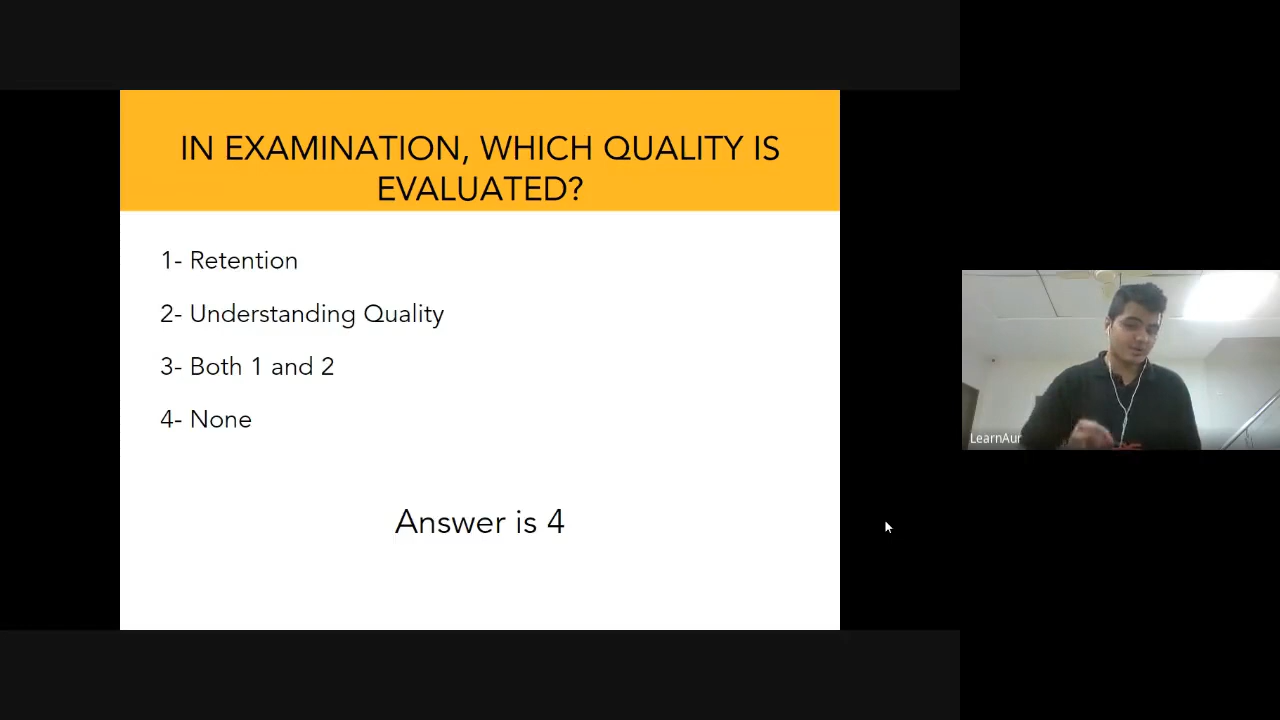 IN EXAMINATION, WHICH QUALITY IS
EVALUATED?
1- Retention
2- Understanding Quality
3- Both 1 and 2
4- None
Answer is 4
LearnAur